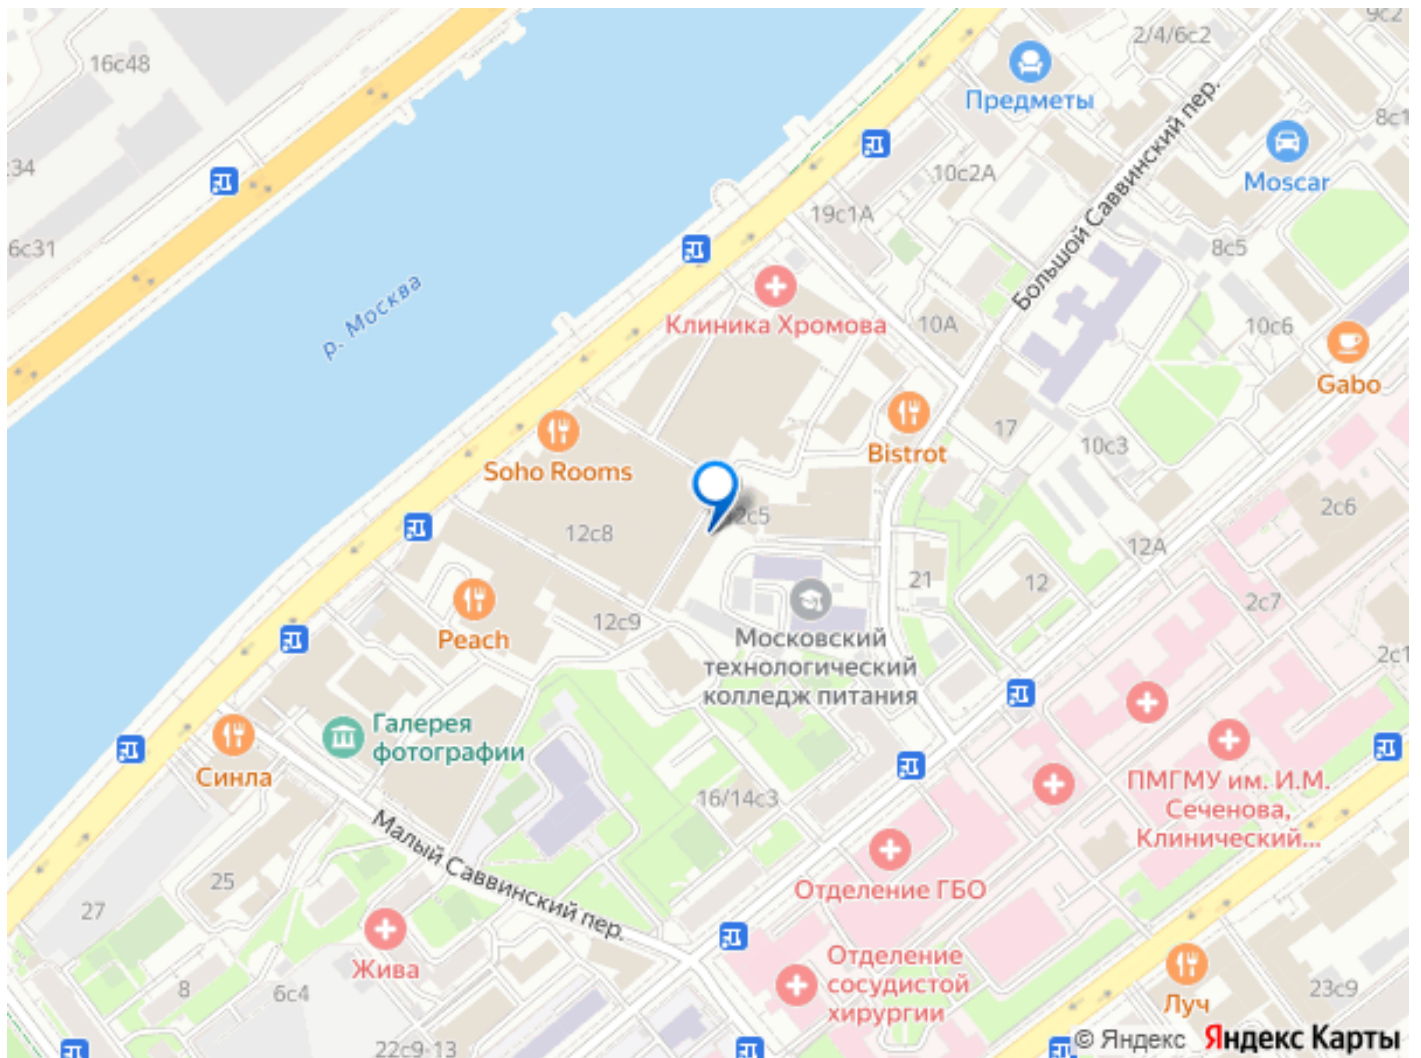 9с2
2/4/6с2
16с48
Предметы
8с1
Moscar
10с2А
Большой Саввинский пер.
19с1А
8с5
6с31
р. Москва
Клиника Хромова
10А
10с6
Gabo
17
Bistrot
10с3
Soho Rooms
2с6
12с8
12А
21
12
2с7
12с9
Peach
Московский
технологический
колледж питания
Галерея
фотографии
Синла
ПМГМУ им. И.М.
Сеченова,
Клинический...
16/14с3
Малый Саввинский пер.
25
Отделение ГБО
27
Жива
Отделение
сосудистой
хирургии
8
6с4
23с9
Луч
22с9-13
© Яндекс Яндекс Карты